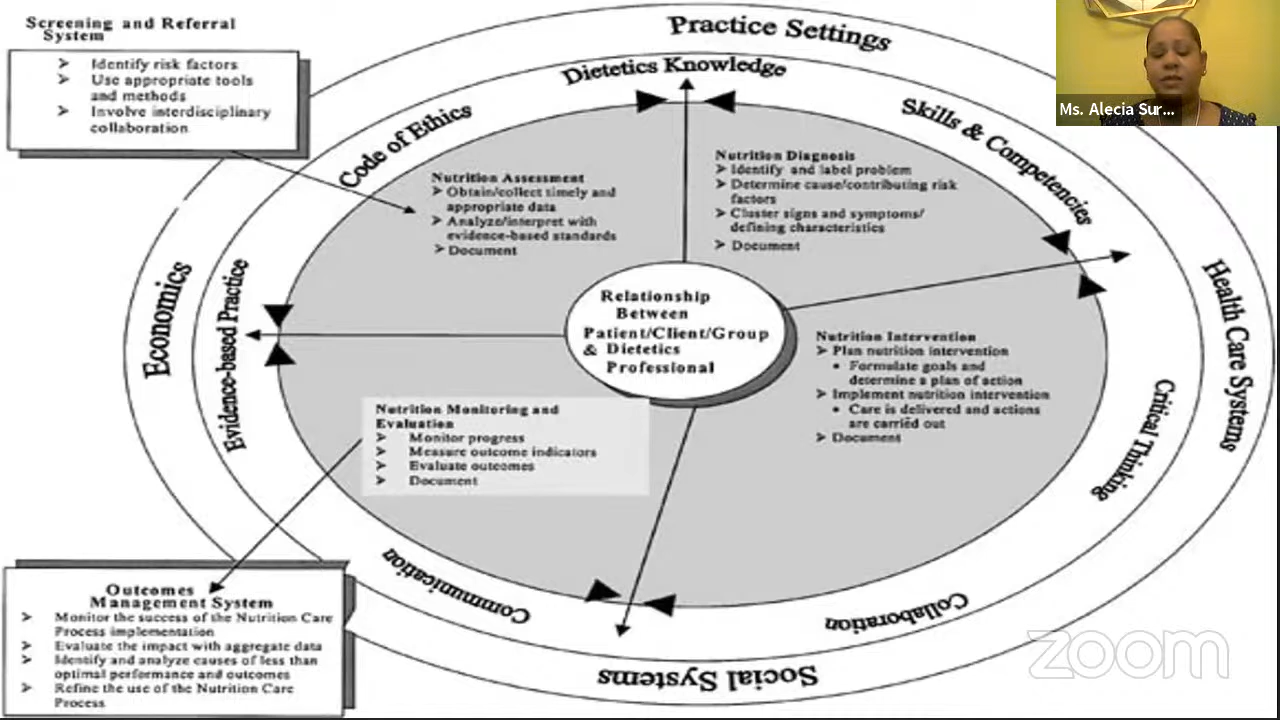 Screening and Referral
System
➢ Identify risk factors
➢ Use appropriate tools
and methods
➢ Involve interdisciplinary
collaboration
Practice Settings
Dietetics Knowledge
Code of Ethics
Skills & Competencies
Economics
Evidence-based Practice
Health Care Systems
Critical Thinking
Communication
Collaboration
Social Systems
Nutrition Assessment
➢ Obtain/collect timely and
appropriate data
➢ Analyze/interpret with
evidence-based standards
➢ Document
Nutrition Diagnosis
➢ Identify and label problem
➢ Determine cause/contributing risk
factors
➢ Cluster signs and symptoms/
defining characteristics
➢ Document
Relationship
Between
Patient/Client/Group
& Dietetics
Professional
Nutrition Intervention
➢ Plan nutrition intervention
• Formulate goals and
determine a plan of action
➢ Implement nutrition intervention
• Care is delivered and actions
are carried out
➢ Document
Nutrition Monitoring and
Evaluation
➢ Monitor progress
➢ Measure outcome indicators
➢ Evaluate outcomes
➢ Document
Outcomes
Management System
➢ Monitor the success of the Nutrition Care
Process implementation
➢ Evaluate the impact with aggregate data
➢ Identify and analyze causes of less than
optimal performance and outcomes
➢ Refine the use of the Nutrition Care
Process
Ms. Alecia Sur...
zoom